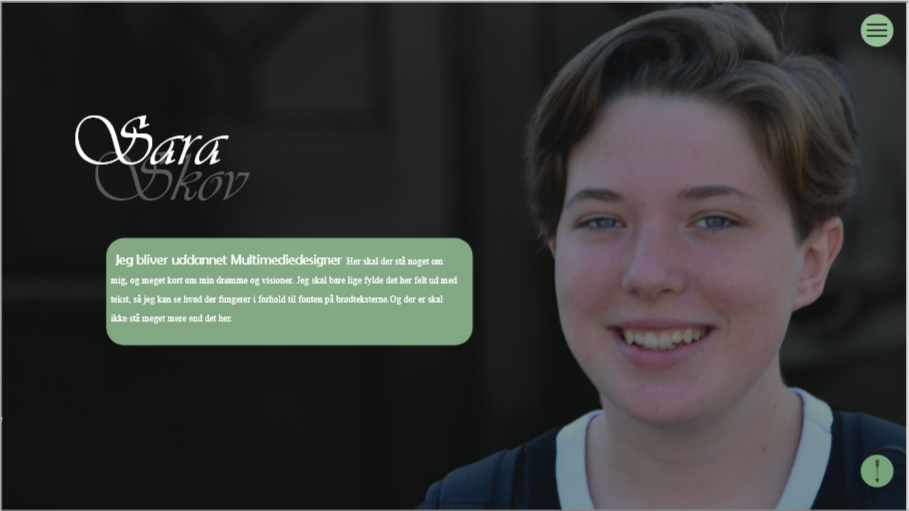 Sara
Skov
Jeg bliver uddannet Multimediedesigner Her skal der stå noget om
mig, og meget kort om min drømme og visioner. Jeg skal bare lige fylde det her felt ud med
tekst, så jeg kan se hvad der fungerer i forhold til fonten på brødteksterne.Og der er skal
ikke stå meget mere end det her.